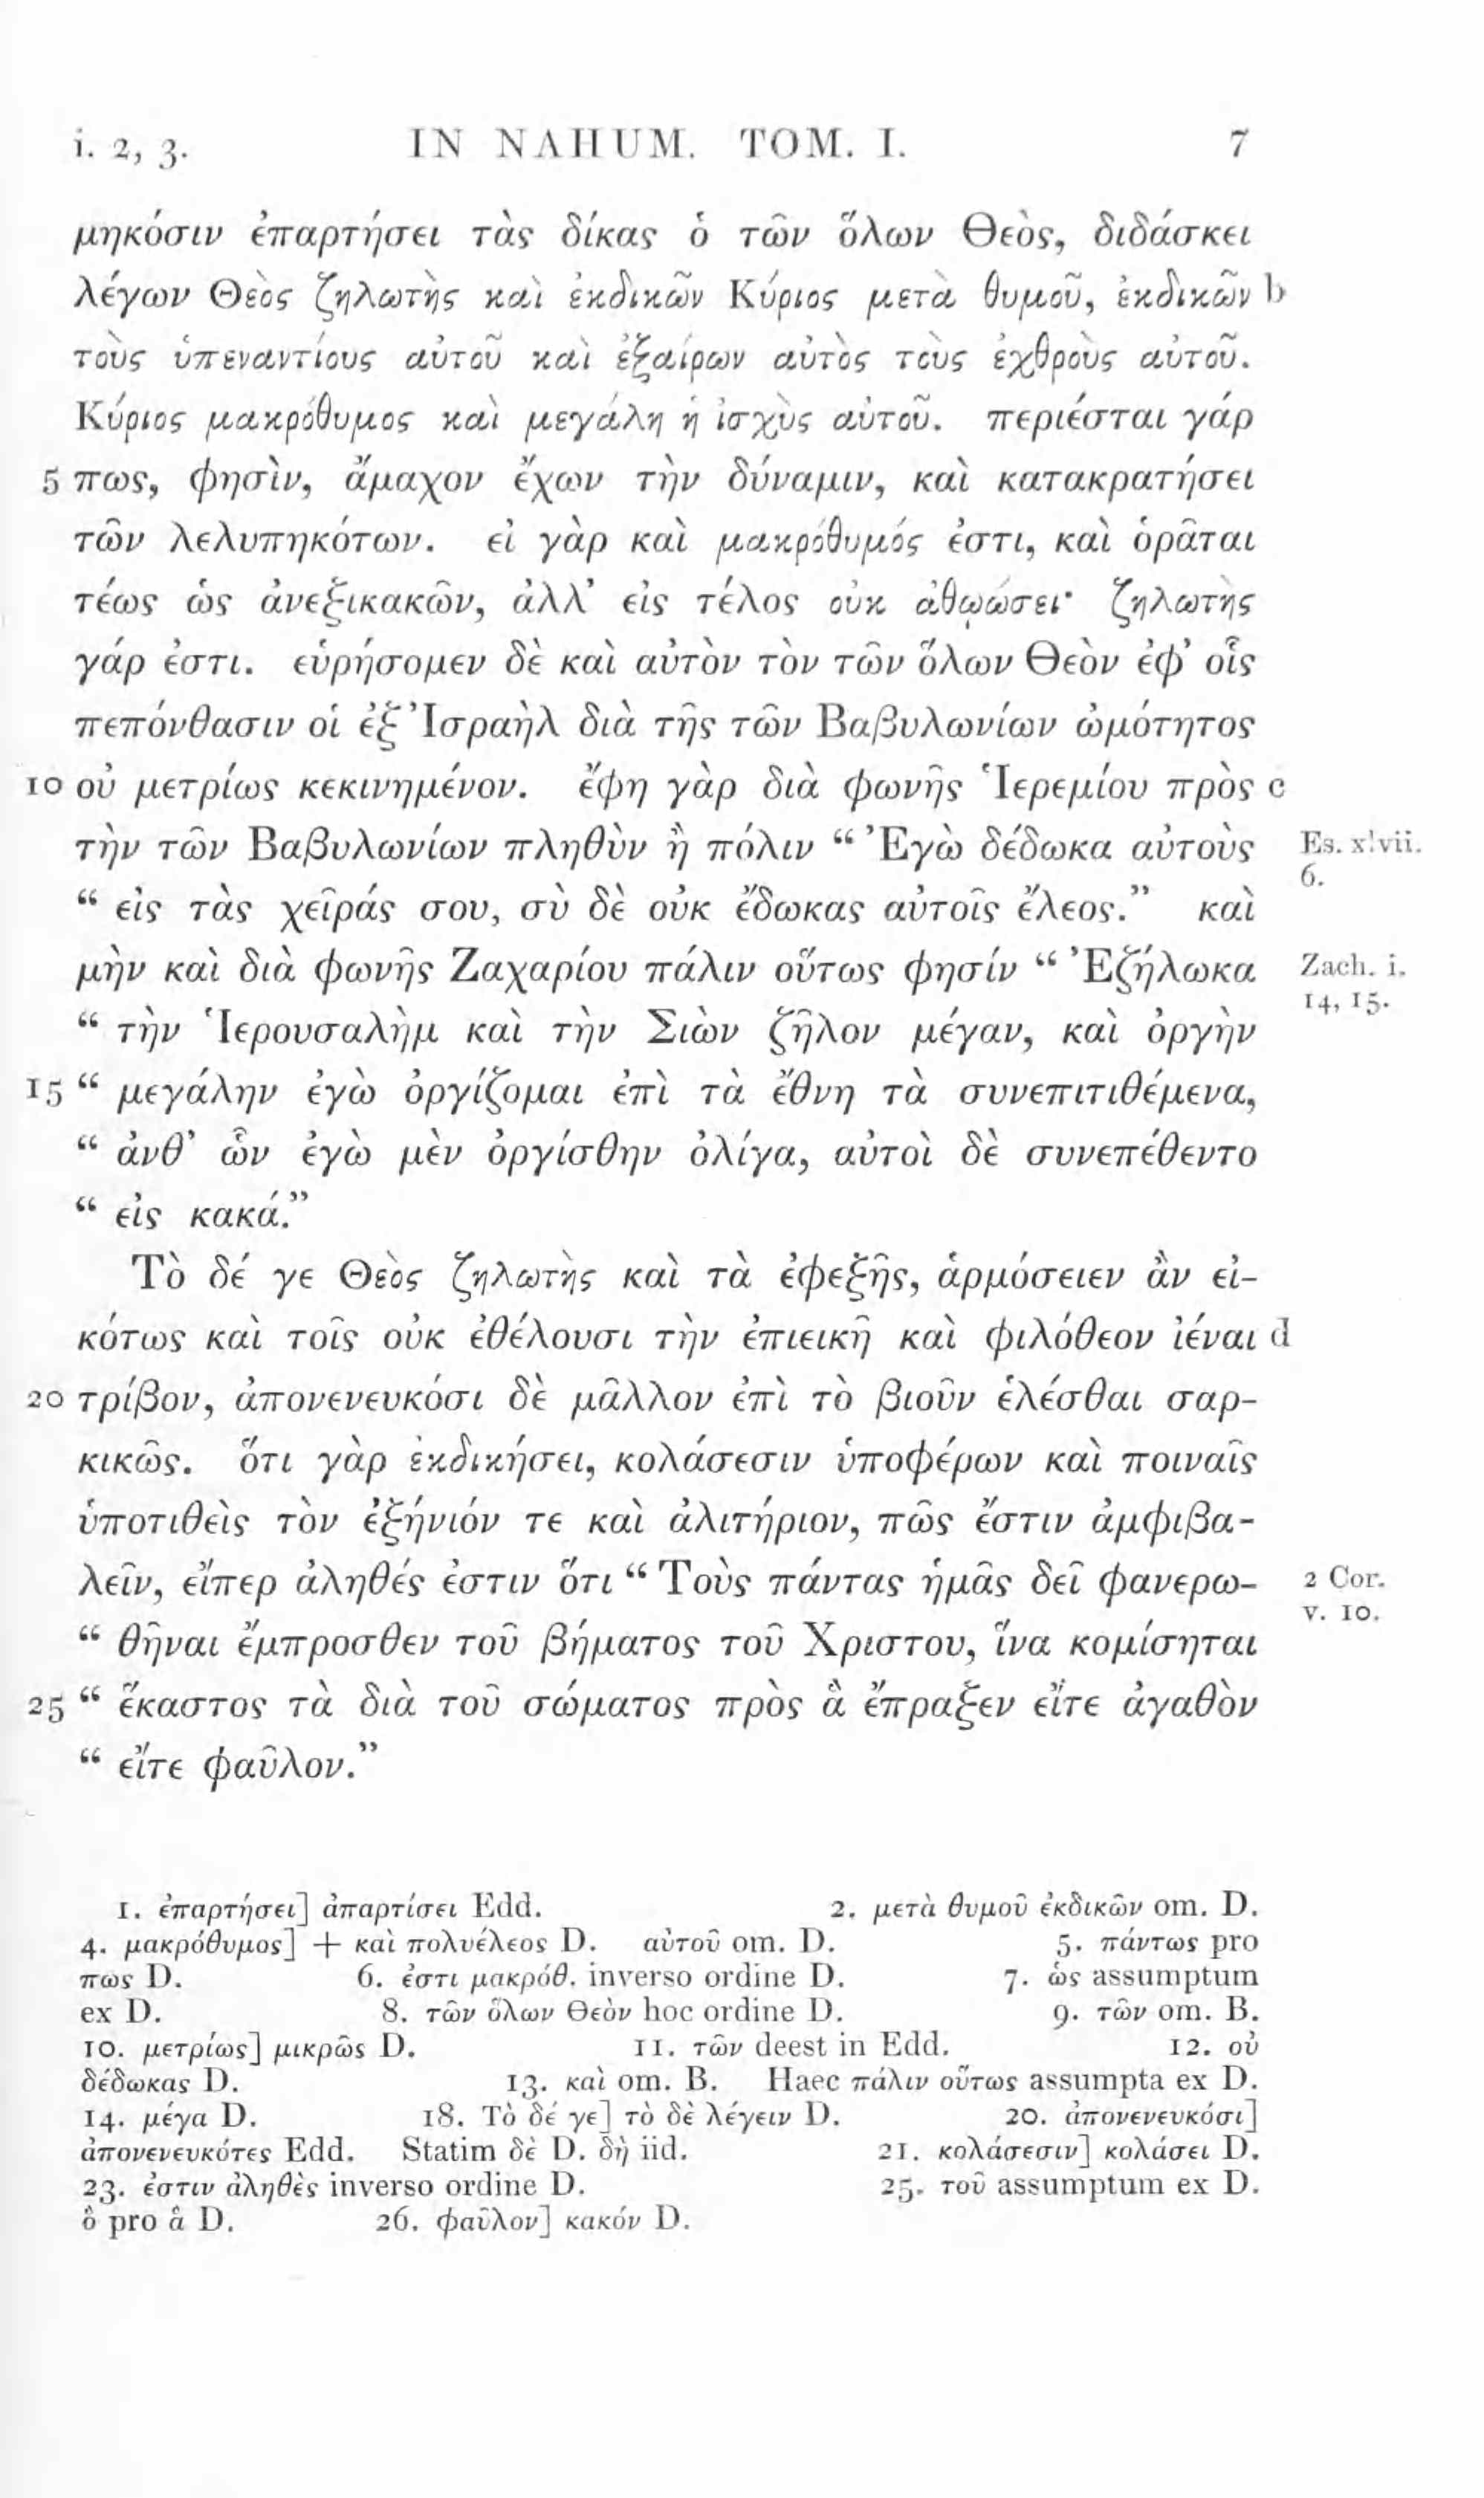 i. 2, 3. IN NAHUM. TOM. I. 7
μηκόσιν ἐπαρτήσει τὰς δίκας ὁ τῶν ὅλων Θεὸς, διδάσκει
λέγων Θεὸς ζηλωτὴς καὶ ἐκδικῶν Κύριος μετὰ θυμοῦ, ἐκδικῶν b
τοὺς ὑπεναντίους αὐτοῦ καὶ ἐξαίρων αὐτὸς τοὺς ἐχθροὺς αὐτοῦ.
Κύριος μακρόθυμος καὶ μεγάλη ἡ ἰσχὺς αὐτοῦ. περιέσται γάρ
5 πως, φησὶν, ἄμαχον ἔχων τὴν δύναμιν, καὶ κατακρατήσει
τῶν λελυπηκότων. εἰ γὰρ καὶ μακρόθυμός ἐστι, καὶ ὁρᾶται
τέως ὡς ἀνεξικακῶν, ἀλλ’ εἰς τέλος οὐκ ἀθῳώσει· ζηλωτὴς
γάρ ἐστι. εὑρήσομεν δὲ καὶ αὐτὸν τὸν τῶν ὅλων Θεὸν ἐφ’ οἷς
πεπόνθασιν οἱ ἐξ Ἰσραὴλ διὰ τῆς τῶν Βαβυλωνίων ὠμότητος
10 οὐ μετρίως κεκινημένον. ἔφη γὰρ διὰ φωνῆς Ἱερεμίου πρὸς c
τὴν τῶν Βαβυλωνίων πληθὺν ἢ πόλιν “ Ἐγὼ δέδωκα αὐτοὺς Es. xlvii.
“ εἰς τὰς χεῖράς σου, σὺ δὲ οὐκ ἔδωκας αὐτοῖς ἔλεος.” καὶ 6.
μὴν καὶ διὰ φωνῆς Ζαχαρίου πάλιν οὕτως φησίν “ Ἐζήλωκα Zach. i.
“ τὴν Ἱερουσαλὴμ καὶ τὴν Σιὼν ζῆλον μέγαν, καὶ ὀργὴν 14, 15.
15 “ μεγάλην ἐγὼ ὀργίζομαι ἐπὶ τὰ ἔθνη τὰ συνεπιτιθέμενα,
“ ἀνθ’ ὧν ἐγὼ μὲν ὀργίσθην ὀλίγα, αὐτοὶ δὲ συνεπέθεντο
“ εἰς κακά.”
Τὸ δέ γε Θεὸς ζηλωτὴς καὶ τὰ ἐφεξῆς, ἁρμόσειεν ἂν εἰ-
κότως καὶ τοῖς οὐκ ἐθέλουσι τὴν ἐπιεικῆ καὶ φιλόθεον ἰέναι d
20 τρίβον, ἀπονενευκόσι δὲ μᾶλλον ἐπὶ τὸ βιοῦν ἑλέσθαι σαρ-
κικῶς. ὅτι γὰρ ἐκδικήσει, κολάσεσιν ὑποφέρων καὶ ποιναῖς
ὑποτιθεὶς τὸν ἐξήνιόν τε καὶ ἀλιτήριον, πῶς ἔστιν ἀμφιβα-
λεῖν, εἴπερ ἀληθές ἐστιν ὅτι “ Τοὺς πάντας ἡμᾶς δεῖ φανερω- 2 Cor.
“ θῆναι ἔμπροσθεν τοῦ βήματος τοῦ Χριστου, ἵνα κομίσηται v. 10.
25 “ ἕκαστος τὰ διὰ τοῦ σώματος πρὸς ἃ ἔπραξεν εἴτε ἀγαθὸν
“ εἴτε φαῦλον.”
1. ἐπαρτήσει] ἀπαρτίσει Edd. 2. μετὰ θυμοῦ ἐκδικῶν om. D.
4. μακρόθυμος] + καὶ πολυέλεος D. αὐτοῦ om. D. 5. πάντως pro
πως D. 6. ἐστι μακρόθ. inverso ordine D. 7. ὡς assumptum
ex D. 8. τῶν ὅλων Θεὸν hoc ordine D. 9. τῶν om. B.
10. μετρίως] μικρῶς D. 11. τῶν deest in Edd. 12. οὐ
δέδωκας D. 13. καὶ om. B. Haec πάλιν οὕτως assumpta ex D.
14. μέγα D. 18. Τὸ δέ γε] τὸ δὲ λέγειν D. 20. ἀπονενευκόσι]
ἀπονενευκότες Edd. Statim δὲ D. δὴ iid. 21. κολάσεσιν] κολάσει D.
23. ἐστιν ἀληθὲς inverso ordine D. 25. τοῦ assumptum ex D.
ὃ pro ἃ D. 26. φαῦλον] κακόν D.